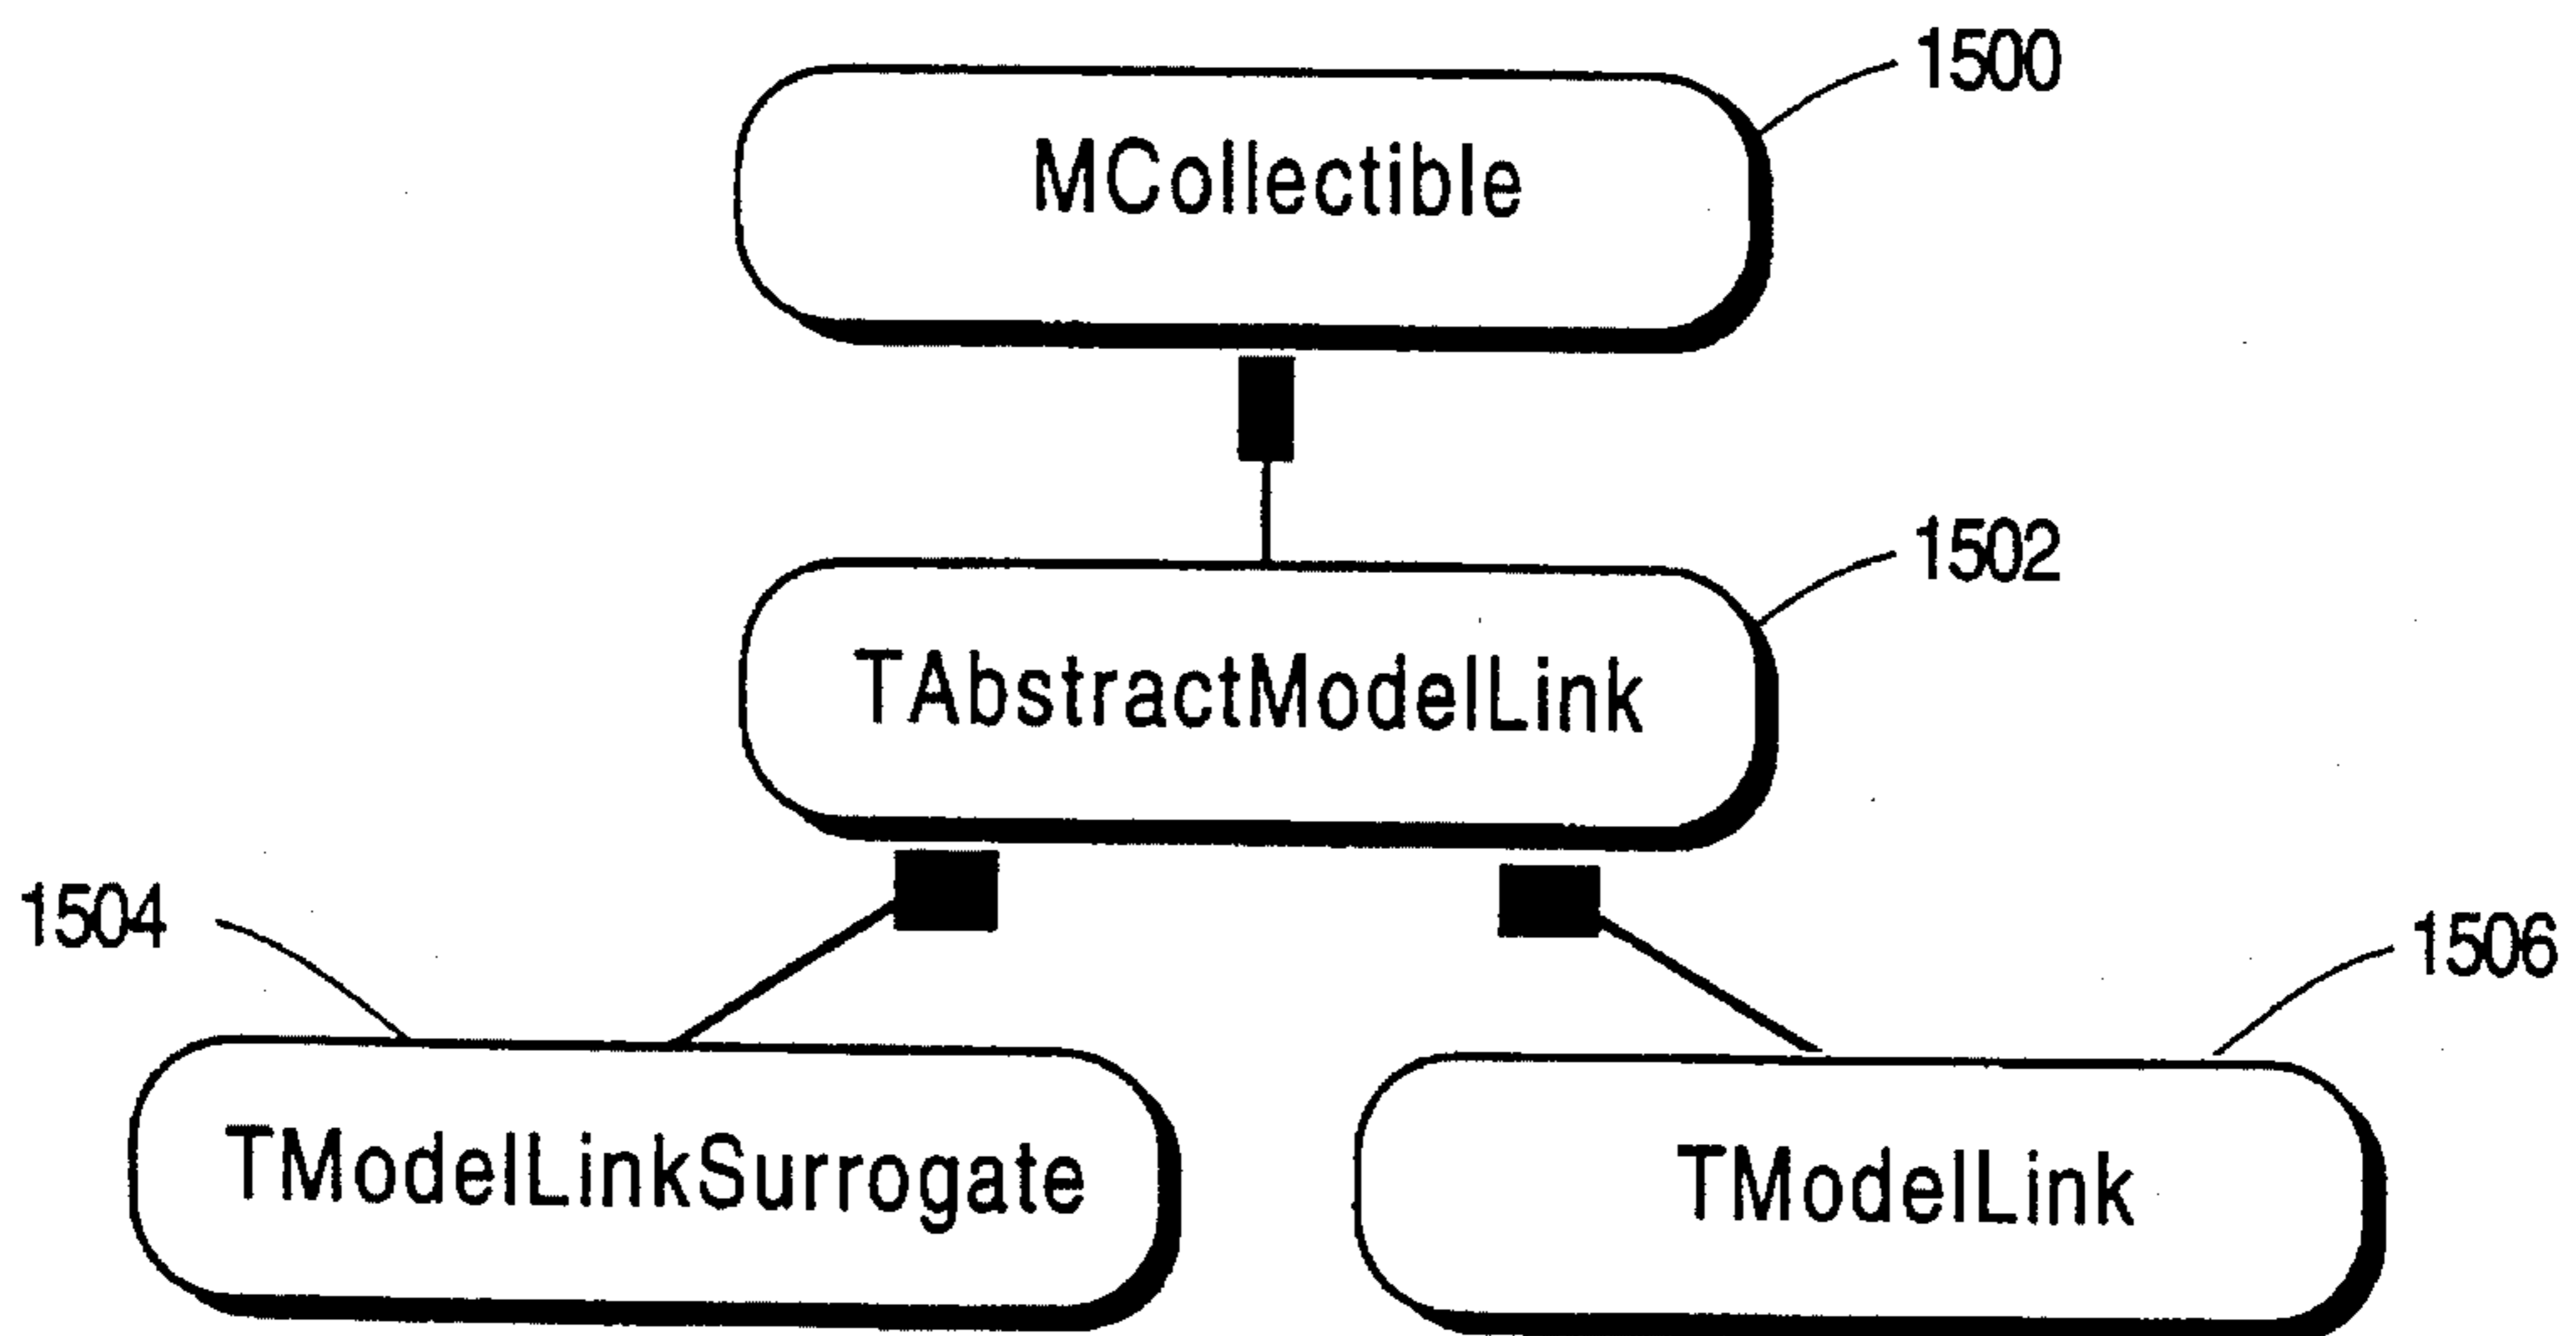 1500
MCollectible
1502
TAbstractModelLink
1504
1506
TModelLinkSurrogate
TModelLink